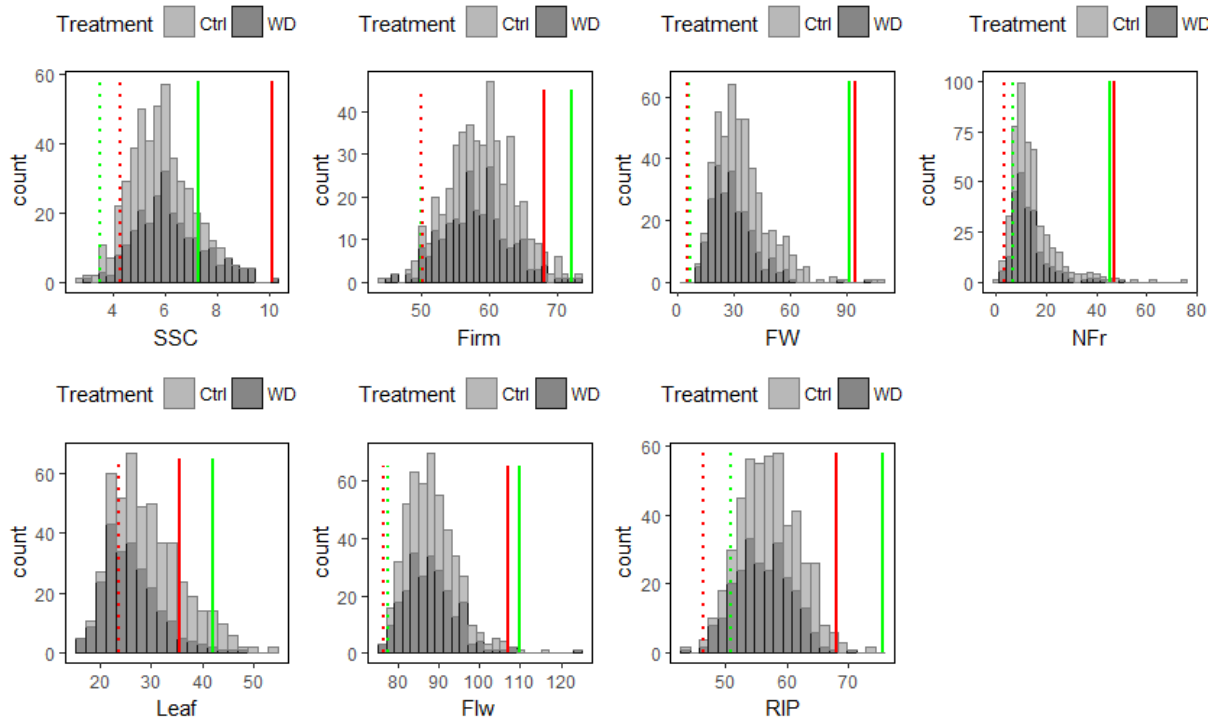 Treatment Ctrl WD
60
40
20
0
count
4 6 8 10
SSC
Treatment Ctrl WD
40
30
20
10
0
count
50 60 70
Firm
Treatment Ctrl WD
60
40
20
0
count
0 30 60 90
FW
Treatment Ctrl WD
100
75
50
25
0
count
0 20 40 60 80
NFr
Treatment Ctrl WD
60
40
20
0
count
20 30 40 50
Leaf
Treatment Ctrl WD
80
60
40
20
0
count
80 90 100 110 120
Flw
Treatment Ctrl WD
60
40
20
0
count
50 60 70
RIP